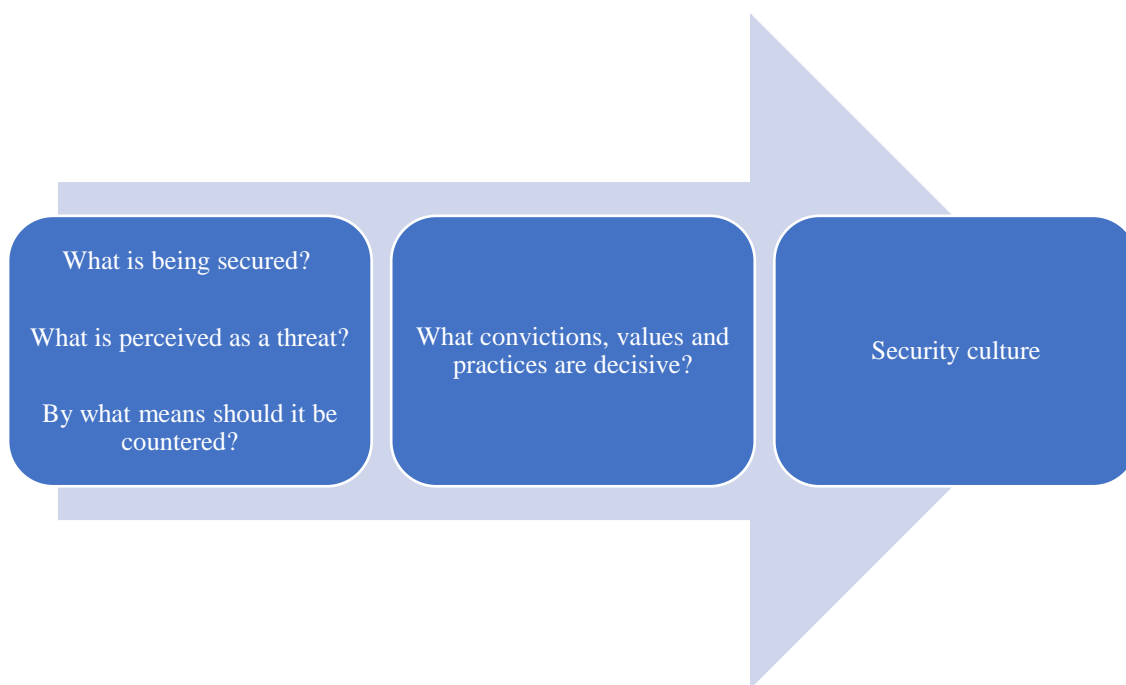 What is being secured?
What is perceived as a threat?
By what means should it be
countered?
What convictions, values and
practices are decisive?
Security culture